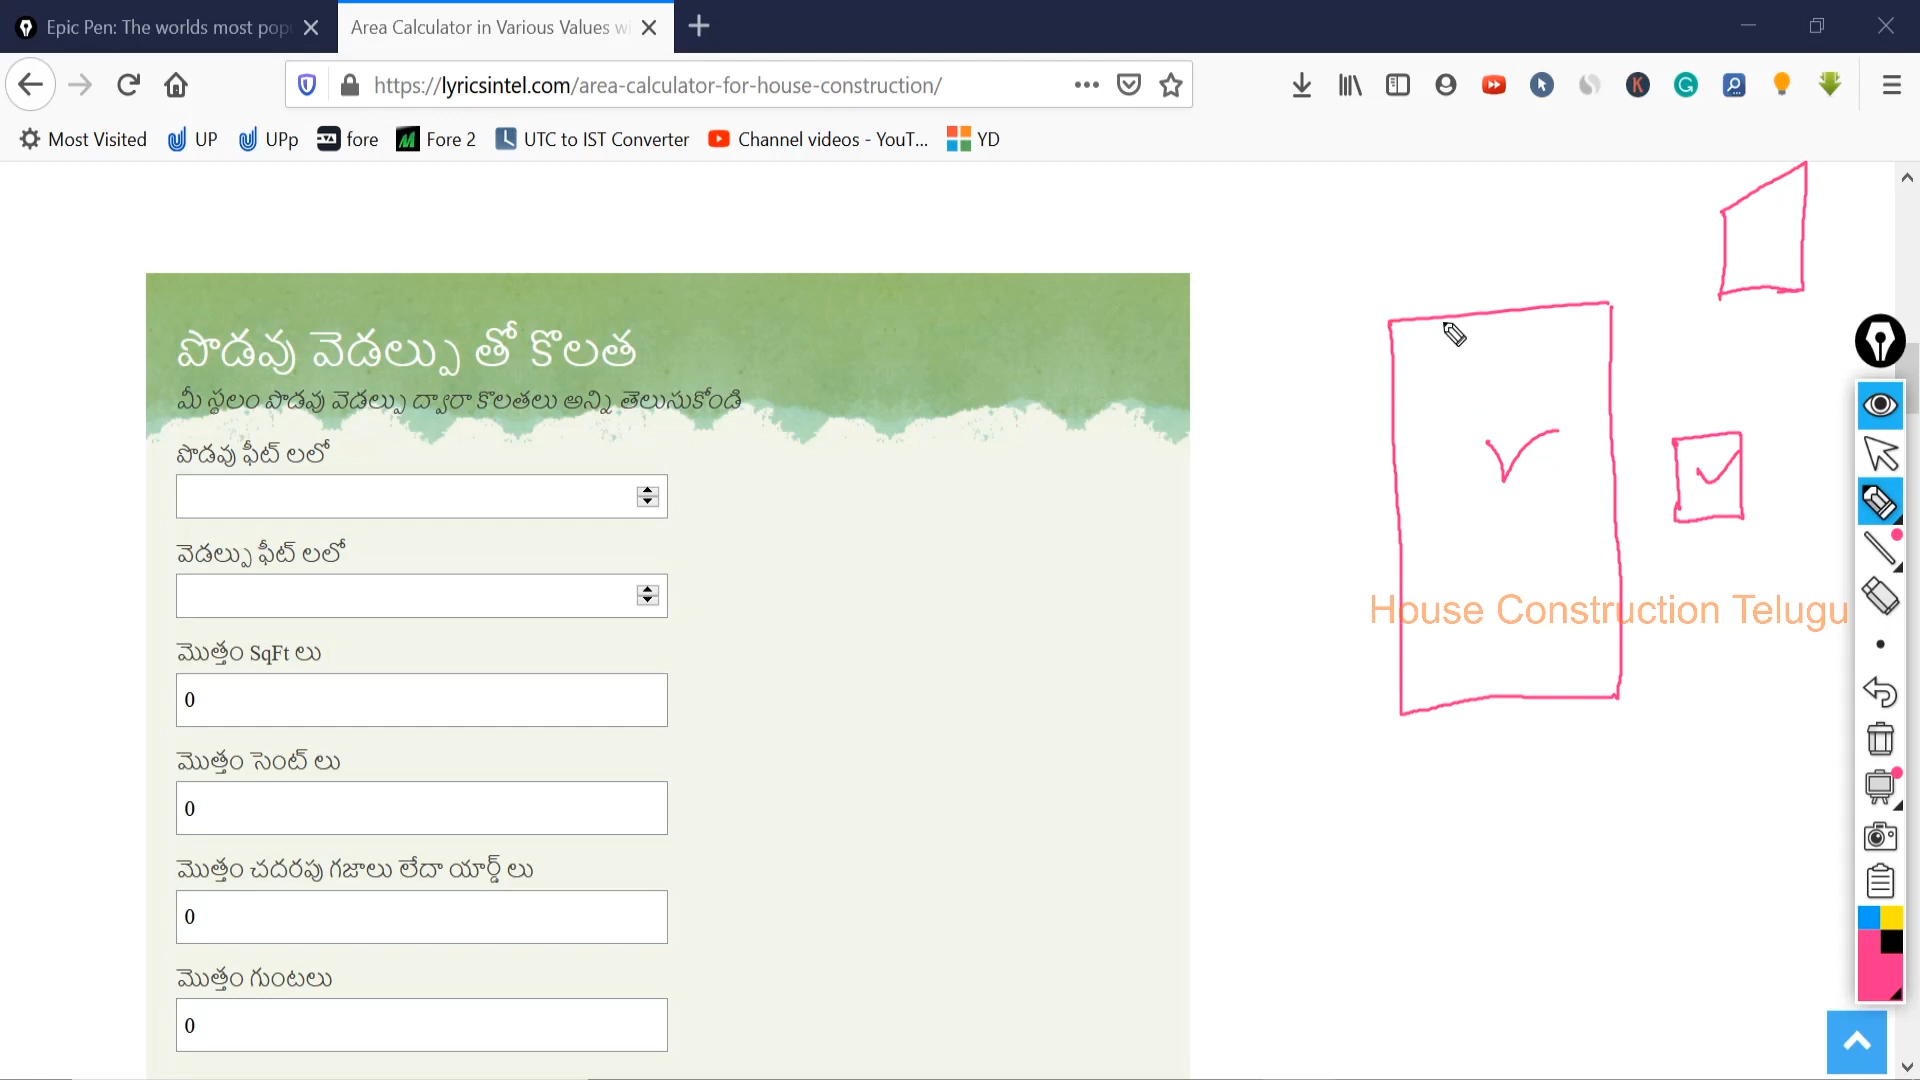 Epic Pen: The worlds most pop
Area Calculator in Various Values wi
https://lyricsintel.com/area-calculator-for-house-construction/
Most Visited
UP
UPp
fore
Fore 2
UTC to IST Converter
Channel videos - YouT...
YD
పొడవు వెడల్పు తో కొలత
మీ స్థలం పొడవు వెడల్పు ద్వారా కొలతలు అన్ని తెలుసుకోండి
పొడవు ఫీట్ లలో
వెడల్పు ఫీట్ లలో
మొత్తం SqFt లు
0
House Construction Telugu
మొత్తం సెంట్ లు
0
మొత్తం చదరపు గజాలు లేదా యార్డ్ లు
0
మొత్తం గుంటలు
0